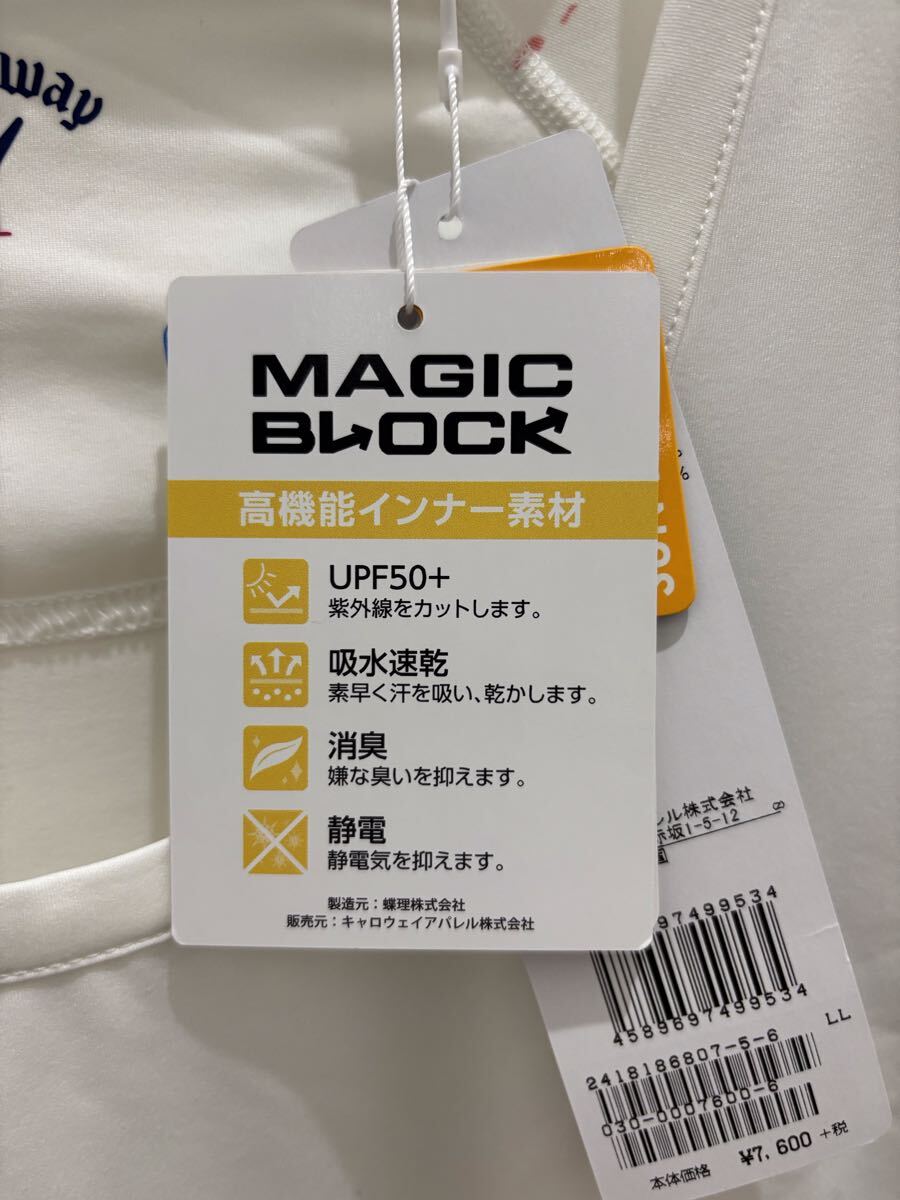 way
MAGIC
BLOCK
高機能インナー素材
UPF50+
紫外線をカットします。
吸水速乾
素早く汗を吸い、乾かします。
消臭
嫌な臭いを抑えます。
静電
静電気を抑えます。
製造元：蝶理株式会社
販売元：キャロウェイアパレル株式会社
%
ル株式会社
赤坂1-5-12
97499534
4589697499534
LL
2418186807-5-6
030-0007600-6
本体価格 ¥7,600 +税